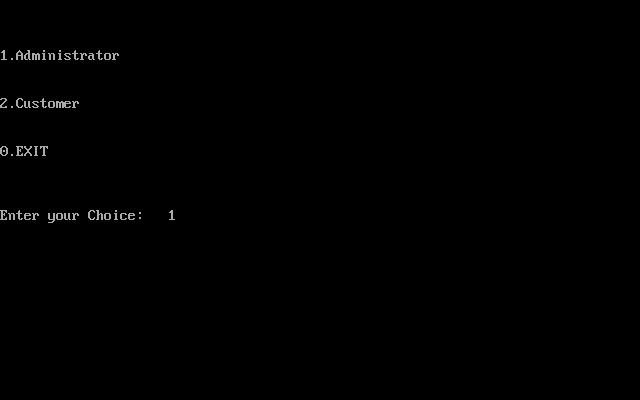 1.Administrator
2.Customer
0.EXIT
Enter your Choice:   1